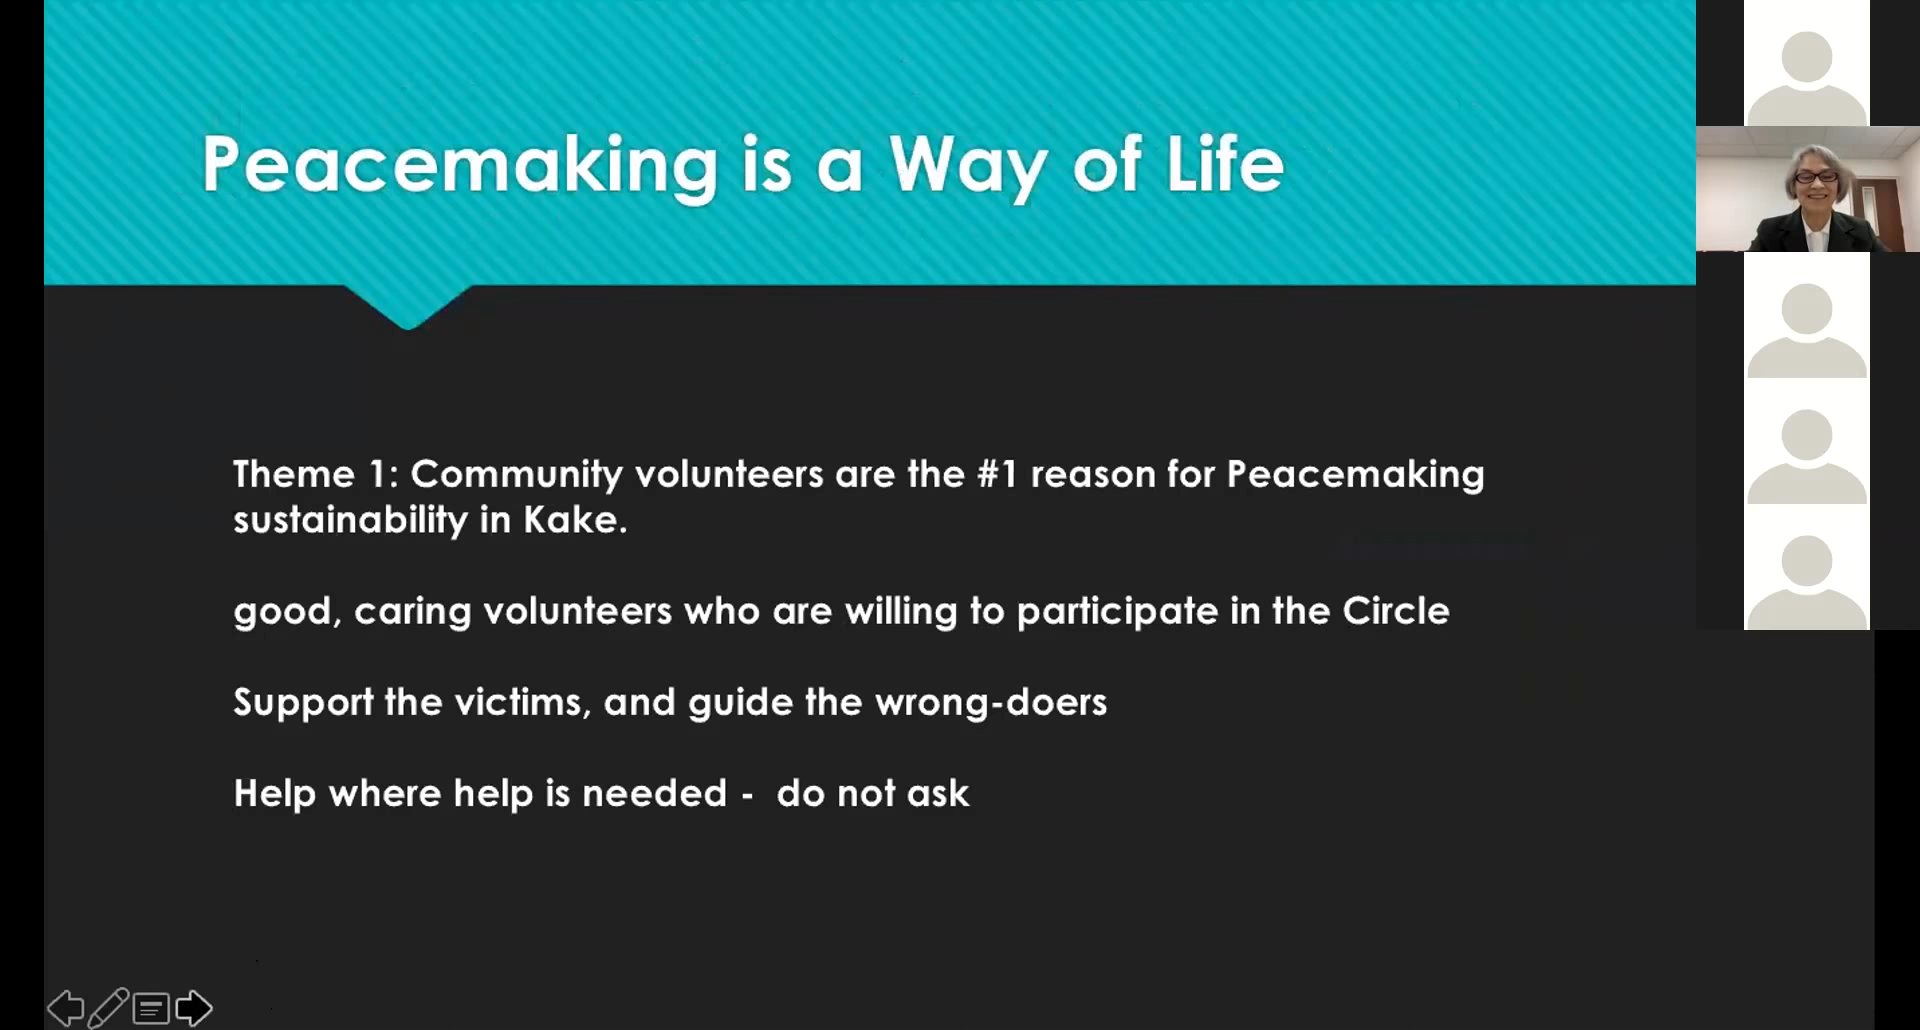 Peacemaking is a Way of Life
Theme 1: Community volunteers are the #1 reason for Peacemaking
sustainability in Kake.
good, caring volunteers who are willing to participate in the Circle
Support the victims, and guide the wrong-doers
Help where help is needed -  do not ask